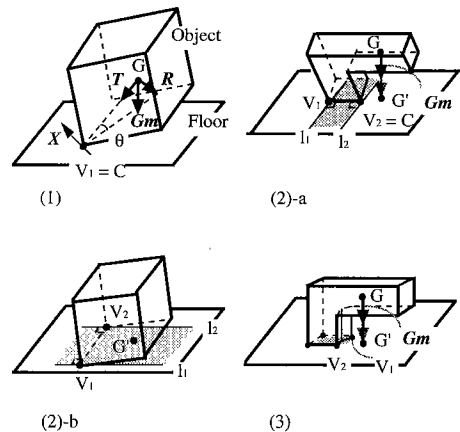 Object
G
T
R
Gm
Floor
X
θ
V1 = C
(1)
G
V1
G'
Gm
V2 = C
l1
l2
(2)-a
V2
l2
G'
l1
V1
(2)-b
G
G'
Gm
V2
V1
(3)